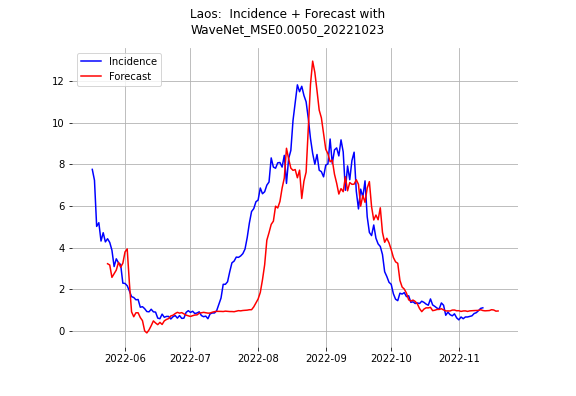 Laos:  Incidence + Forecast with
WaveNet_MSE0.0050_20221023
Incidence
Forecast
12
10
8
6
4
2
0
2022-06 2022-07 2022-08 2022-09 2022-10 2022-11